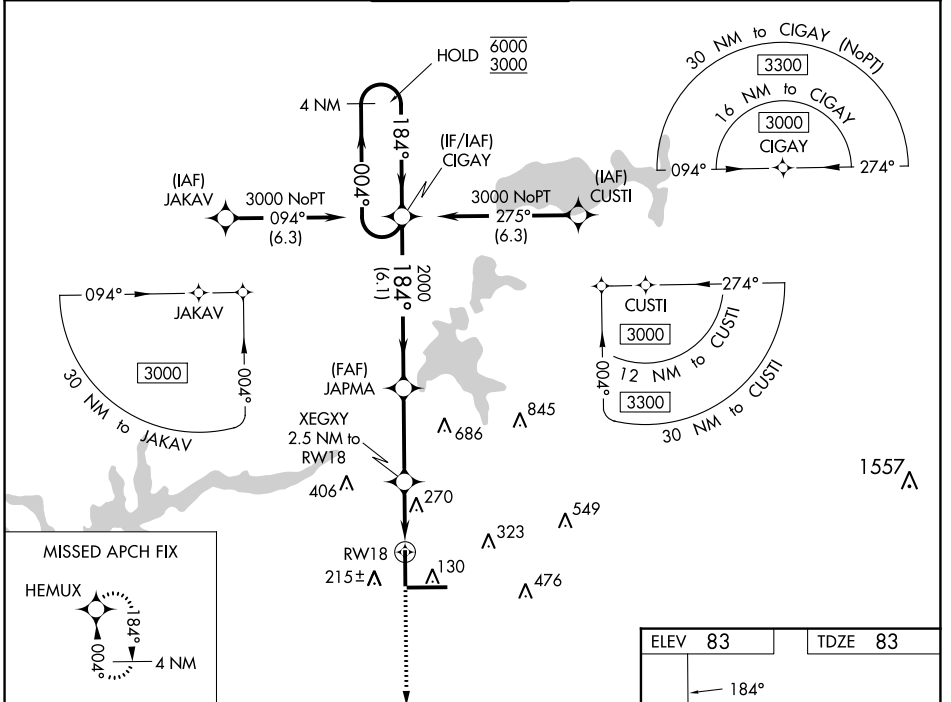 HOLD 6000
3000
4 NM
184°
004°
(IF/IAF)
CIGAY
30 NM to CIGAY (NoPT)
3300
16 NM to CIGAY
3000
CIGAY
094°
274°
(IAF)
JAKAV
3000 NoPT
094°
(6.3)
3000 NoPT
275°
(6.3)
(IAF)
CUSTI
2000
184°
(6.1)
094°
JAKAV
3000
004°
30 NM to JAKAV
274°
CUSTI
3000
12 NM to CUSTI
004°
3300
30 NM to CUSTI
(FAF)
JAPMA
XEGXY
2.5 NM to
RW18
686
845
406
270
1557
549
323
RW18
215±
130
476
MISSED APCH FIX
HEMUX
184°
004°
4 NM
ELEV 83
TDZE 83
184°